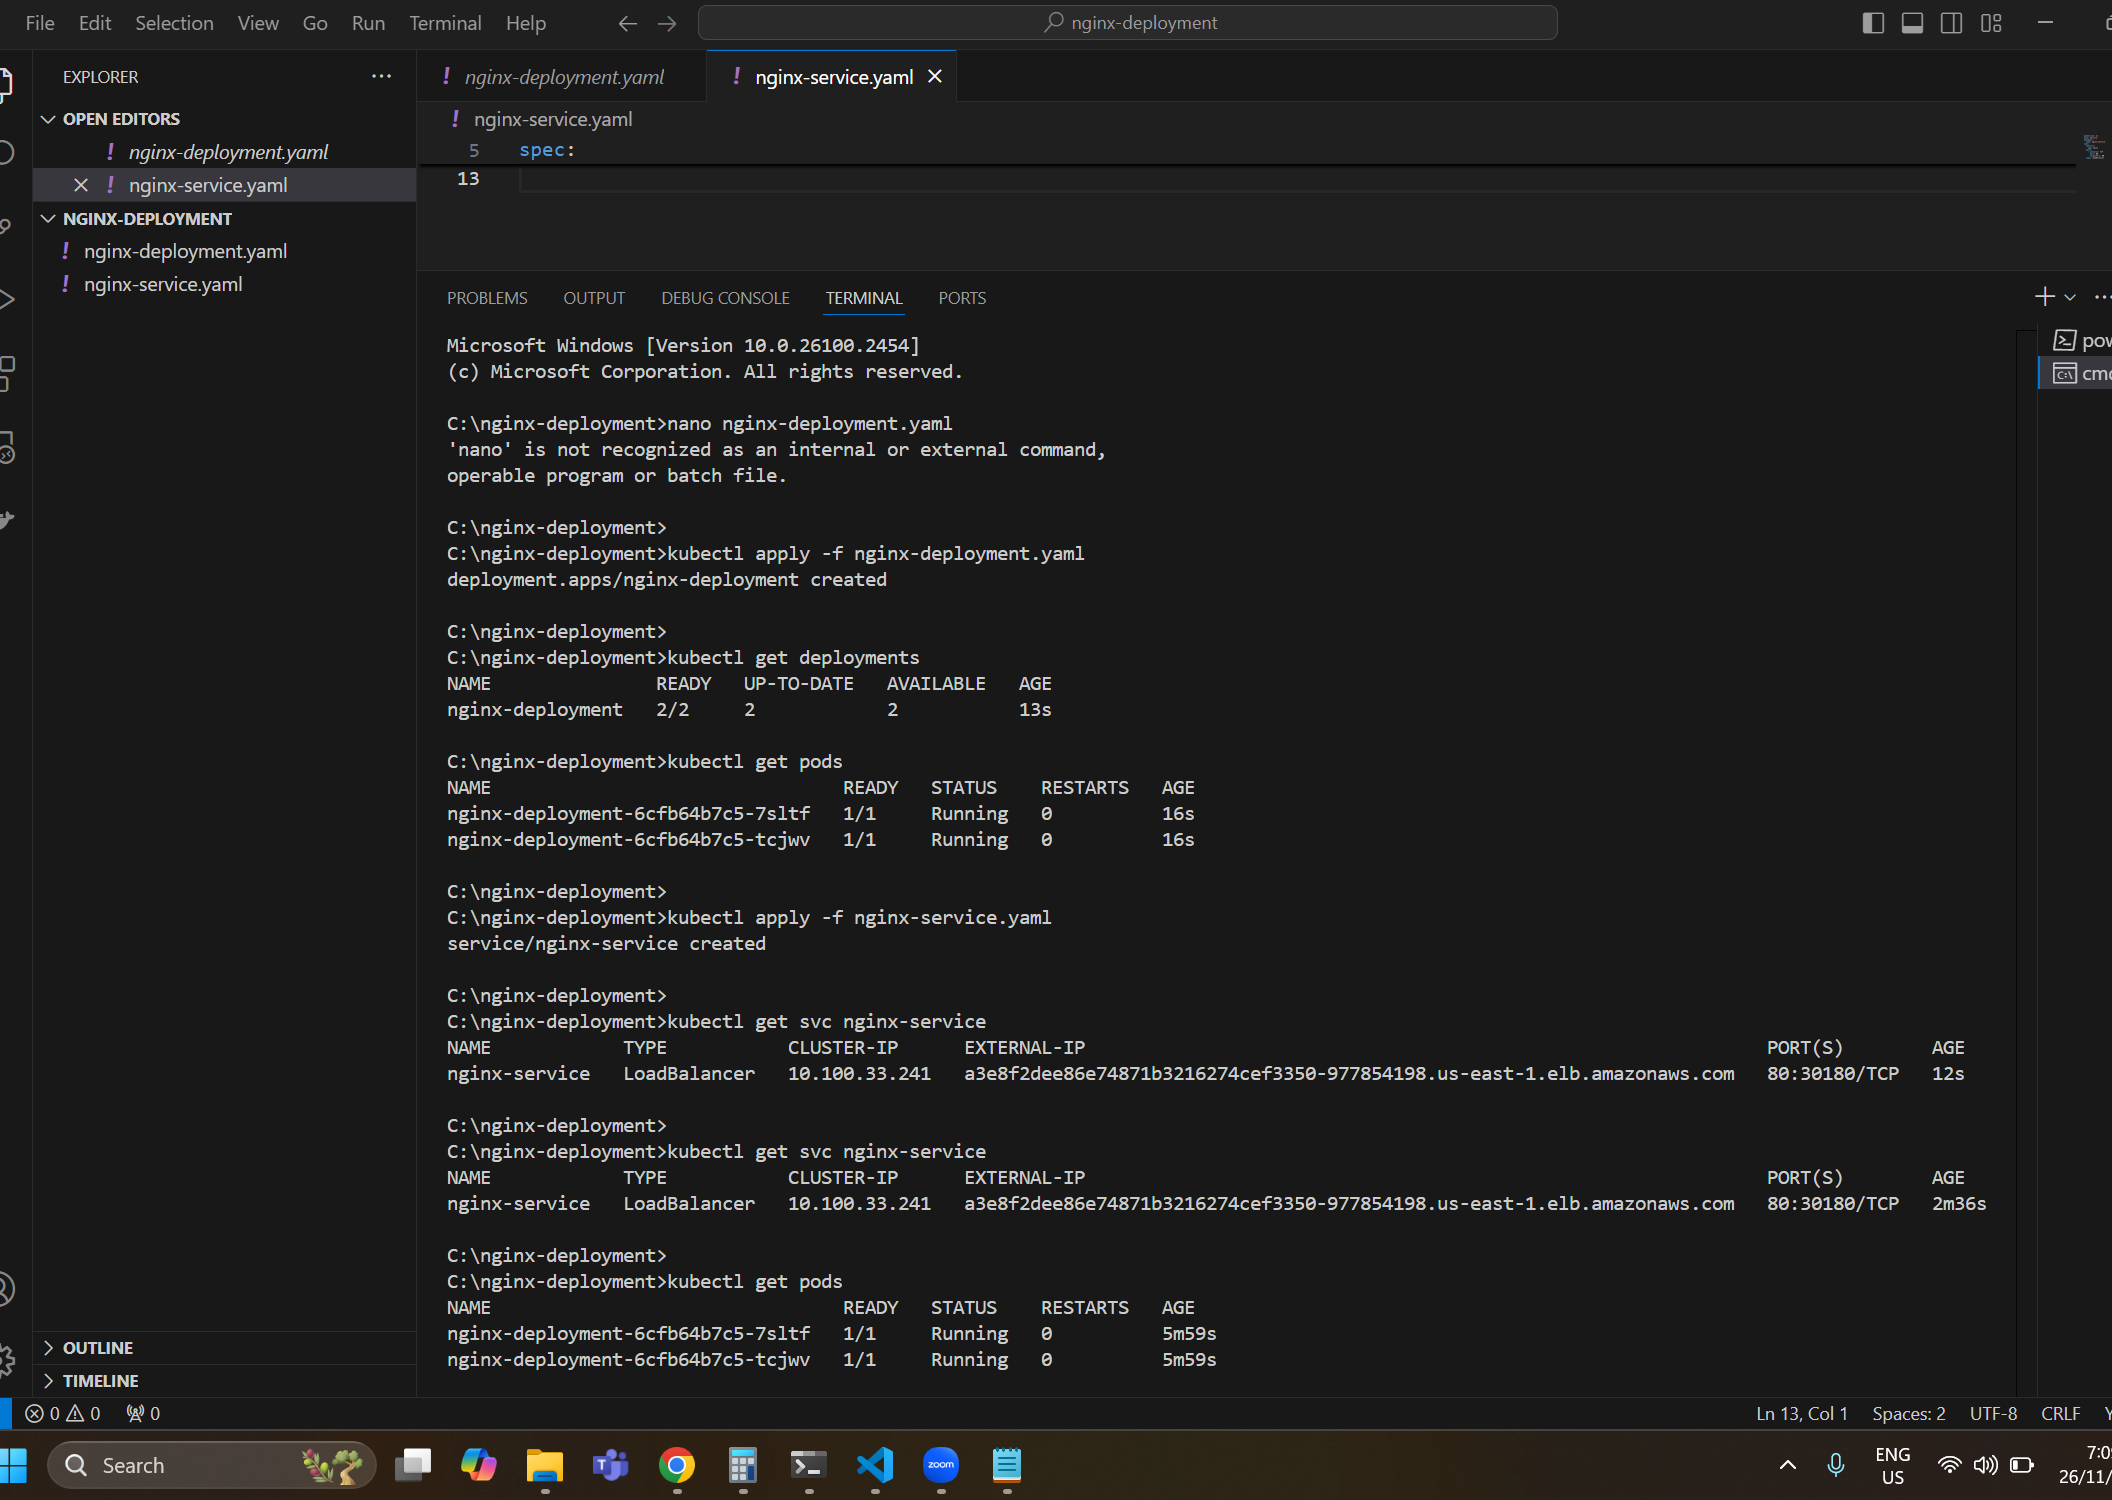 File Edit Selection View Go Run Terminal Help nginx-deployment
EXPLORER
OPEN EDITORS
nginx-deployment.yaml
nginx-service.yaml
NGINX-DEPLOYMENT
nginx-deployment.yaml
nginx-service.yaml
OUTLINE
TIMELINE
nginx-deployment.yaml nginx-service.yaml
nginx-service.yaml
5 spec:
13
PROBLEMS OUTPUT DEBUG CONSOLE TERMINAL PORTS
Microsoft Windows [Version 10.0.26100.2454]
(c) Microsoft Corporation. All rights reserved.
C:\nginx-deployment>nano nginx-deployment.yaml
'nano' is not recognized as an internal or external command,
operable program or batch file.
C:\nginx-deployment>
C:\nginx-deployment>kubectl apply -f nginx-deployment.yaml
deployment.apps/nginx-deployment created
C:\nginx-deployment>
C:\nginx-deployment>kubectl get deployments
NAME READY UP-TO-DATE AVAILABLE AGE
nginx-deployment 2/2 2 2 13s
C:\nginx-deployment>kubectl get pods
NAME READY STATUS RESTARTS AGE
nginx-deployment-6cfb64b7c5-7sltf 1/1 Running 0 16s
nginx-deployment-6cfb64b7c5-tcjwv 1/1 Running 0 16s
C:\nginx-deployment>
C:\nginx-deployment>kubectl apply -f nginx-service.yaml
service/nginx-service created
C:\nginx-deployment>
C:\nginx-deployment>kubectl get svc nginx-service
NAME TYPE CLUSTER-IP EXTERNAL-IP PORT(S) AGE
nginx-service LoadBalancer 10.100.33.241 a3e8f2dee86e74871b3216274cef3350-977854198.us-east-1.elb.amazonaws.com 80:30180/TCP 12s
C:\nginx-deployment>
C:\nginx-deployment>kubectl get svc nginx-service
NAME TYPE CLUSTER-IP EXTERNAL-IP PORT(S) AGE
nginx-service LoadBalancer 10.100.33.241 a3e8f2dee86e74871b3216274cef3350-977854198.us-east-1.elb.amazonaws.com 80:30180/TCP 2m36s
C:\nginx-deployment>
C:\nginx-deployment>kubectl get pods
NAME READY STATUS RESTARTS AGE
nginx-deployment-6cfb64b7c5-7sltf 1/1 Running 0 5m59s
nginx-deployment-6cfb64b7c5-tcjwv 1/1 Running 0 5m59s
0 0 0 Ln 13, Col 1 Spaces: 2 UTF-8 CRLF
Search zoom ENG
US
26/11/